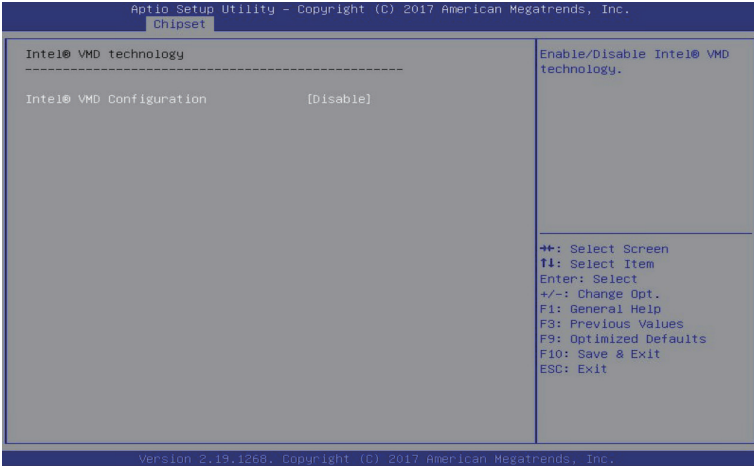 Aptio Setup Utility – Copyright (C) 2017 American Megatrends, Inc.
Chipset
Intel® VMD technology
------------------------------------------------------------
Intel® VMD Configuration [Disable]
Enable/Disable Intel® VMD
technology.
→←: Select Screen
↑↓: Select Item
Enter: Select
+/-: Change Opt.
F1: General Help
F3: Previous Values
F9: Optimized Defaults
F10: Save & Exit
ESC: Exit
Version 2.19.1268. Copyright (C) 2017 American Megatrends, Inc.